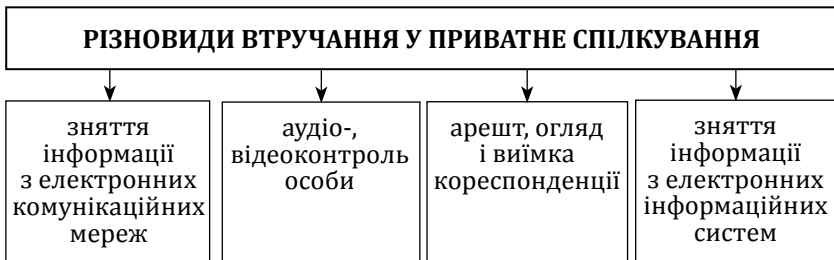 РІЗНОВИДИ ВТРУЧАННЯ У ПРИВАТНЕ СПІЛКУВАННЯ
зняття
інформації
з електронних
комунікаційних
мереж
аудіо-,
відеоконтроль
особи
арешт, огляд
і виїмка
кореспонденції
зняття
інформації
з електронних
інформаційних
систем